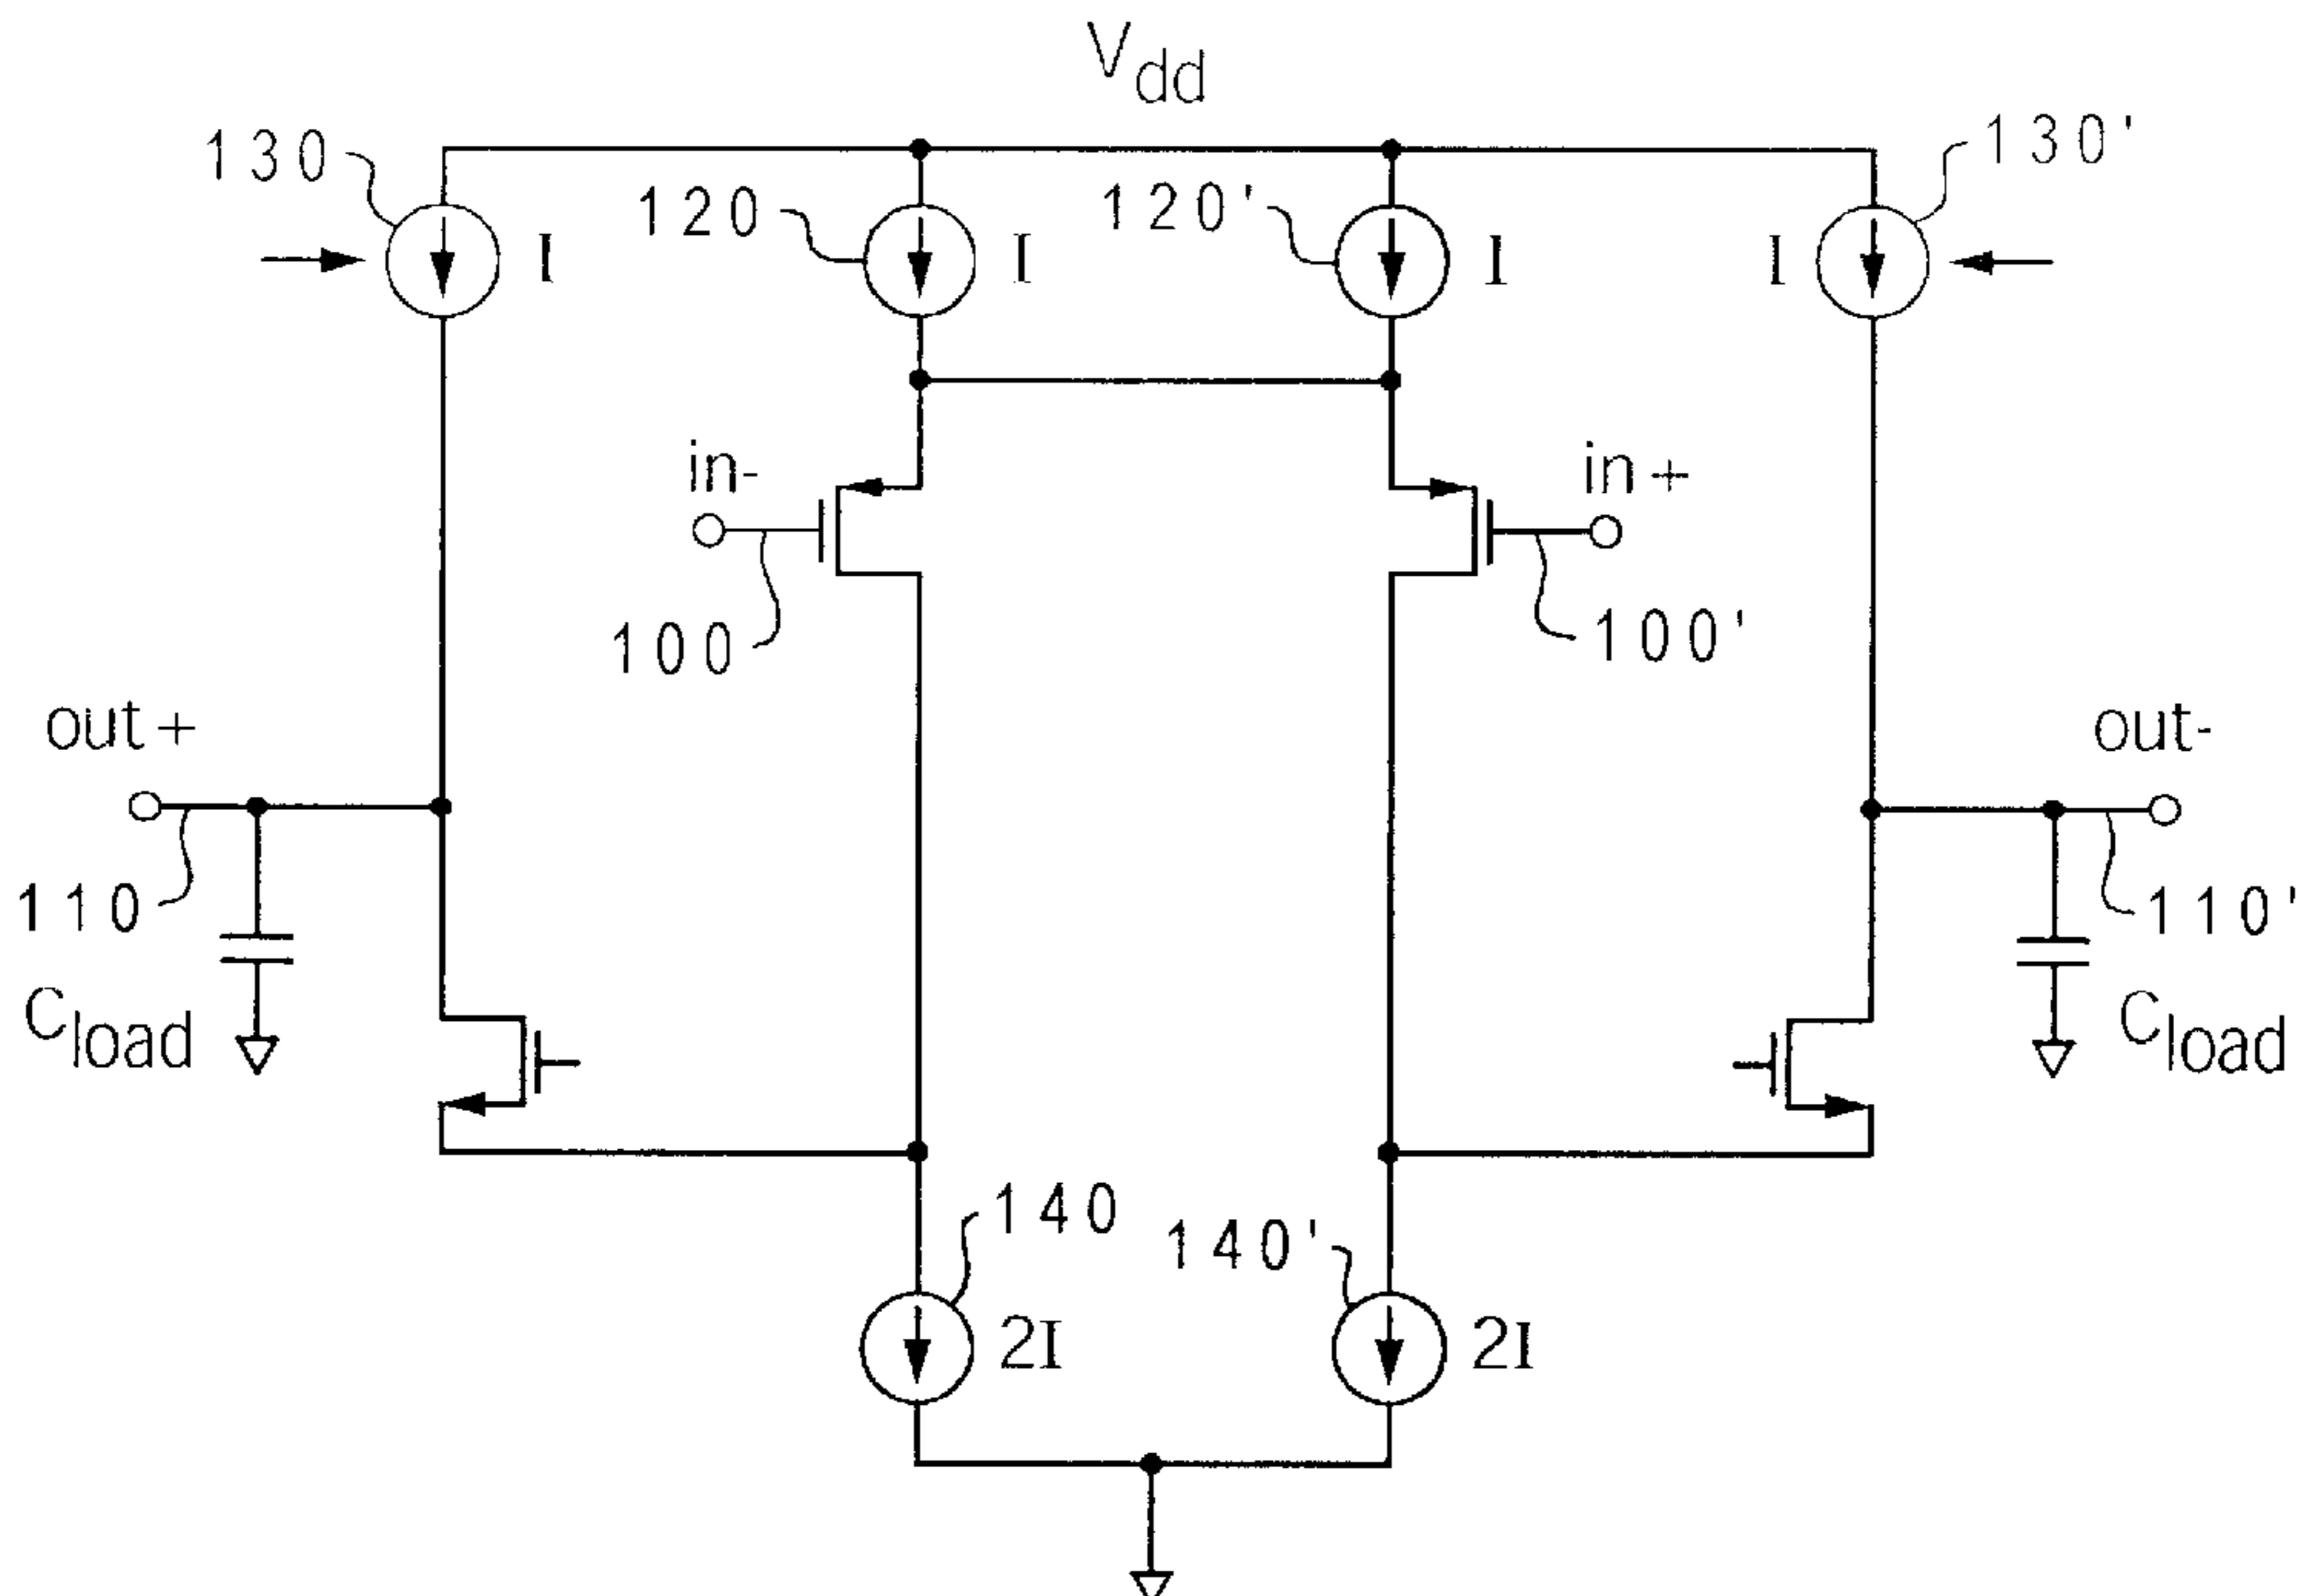 Vdd
130
120
120'
130'
I
I
I
I
in-
in+
100
100'
out+
out-
110
110'
Cload
Cload
140
140'
2I
2I